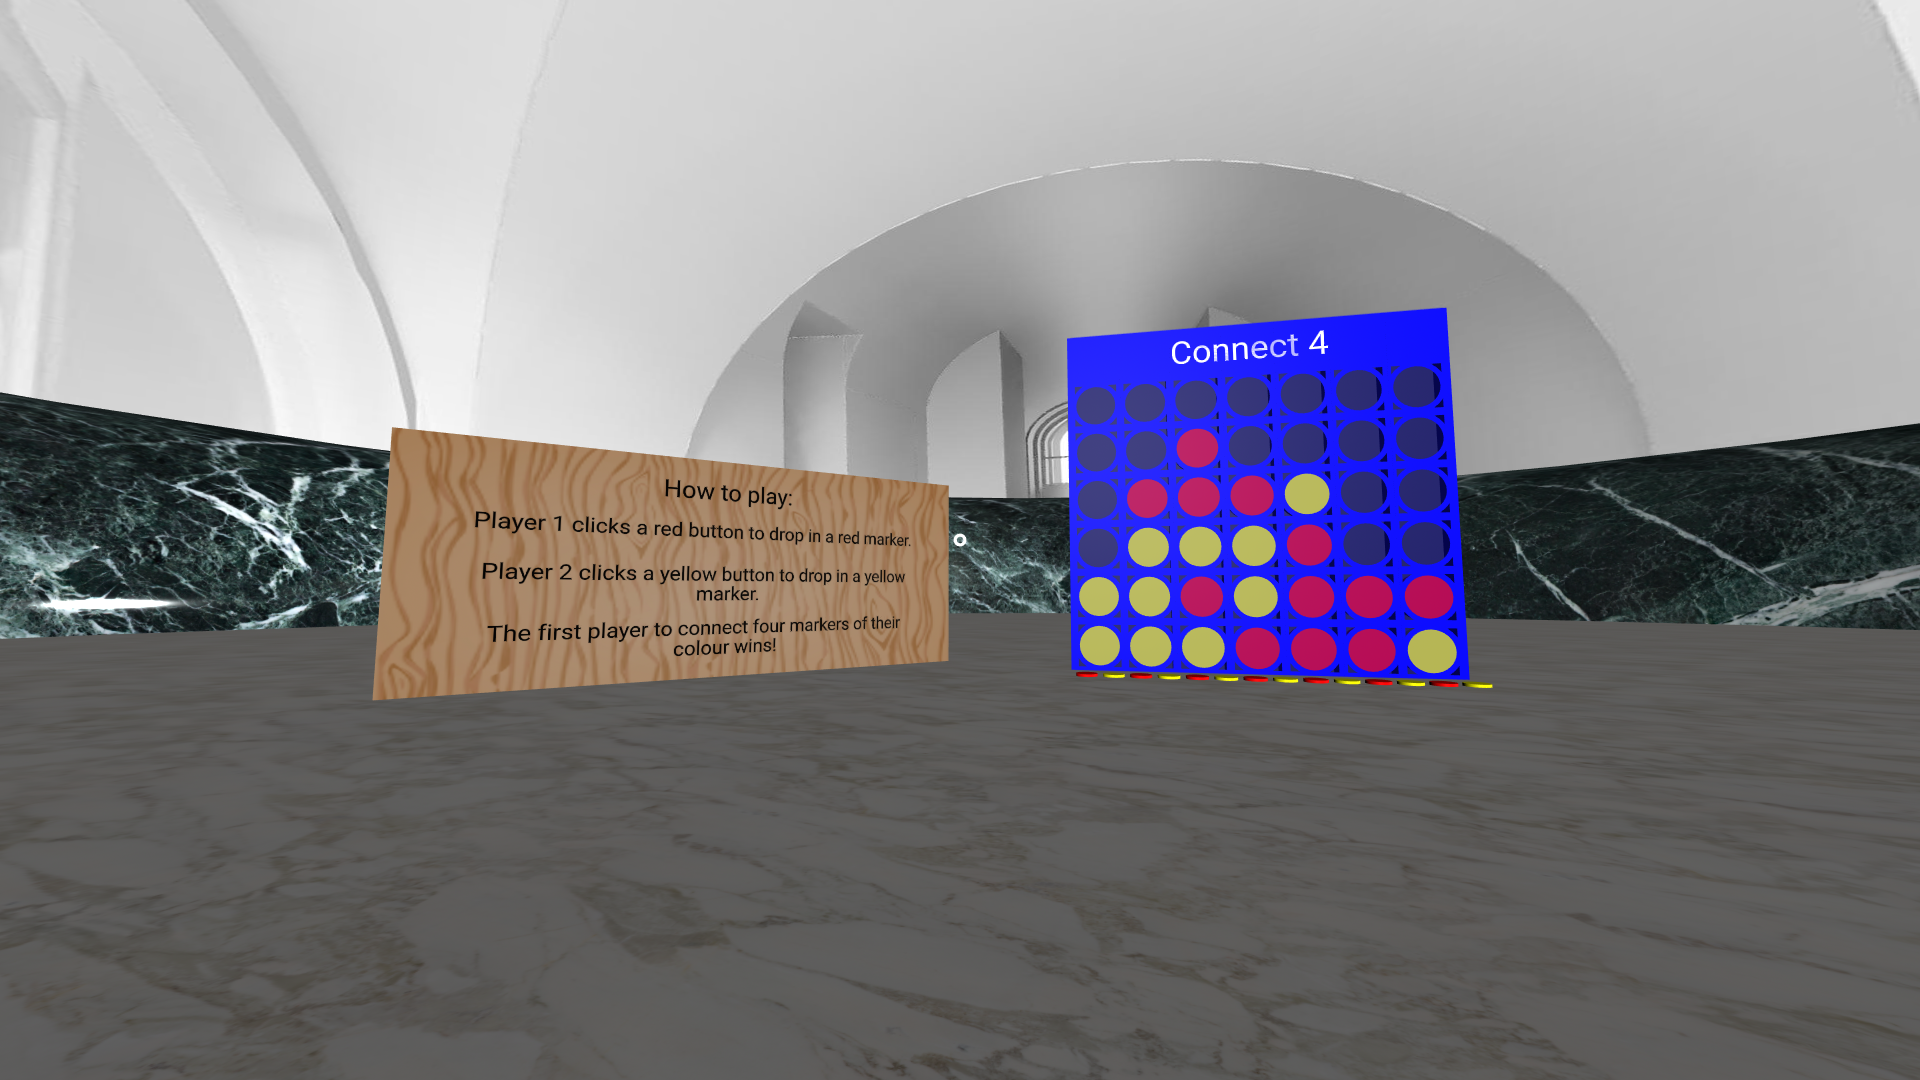 How to play:
Player 1 clicks a red button to drop in a red marker.
Player 2 clicks a yellow button to drop in a yellow
marker.
The first player to connect four markers of their
colour wins!
Connect 4